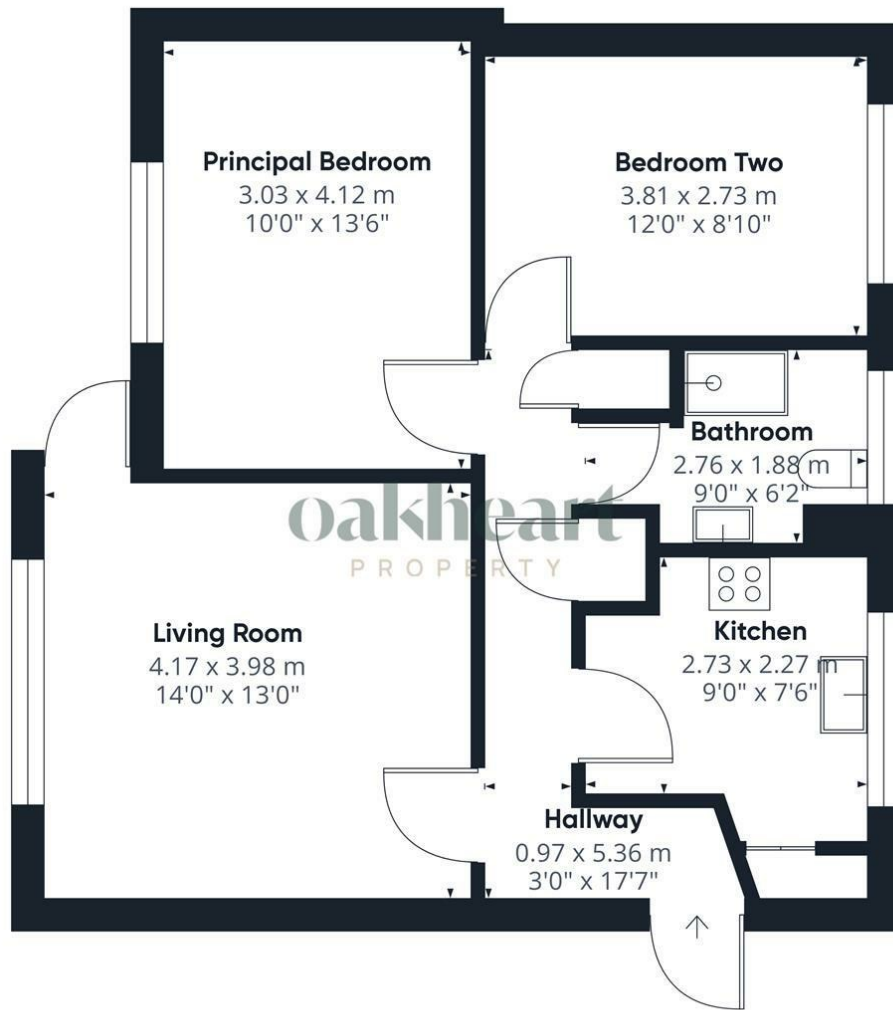 Principal Bedroom
3.03 x 4.12 m
10'0" x 13'6"
Bedroom Two
3.81 x 2.73 m
12'0" x 8'10"
Bathroom
2.76 x 1.88 m
9'0" x 6'2"
oakheart
PROPERTY
Living Room
4.17 x 3.98 m
14'0" x 13'0"
Kitchen
2.73 x 2.27 m
9'0" x 7'6"
Hallway
0.97 x 5.36 m
3'0" x 17'7"